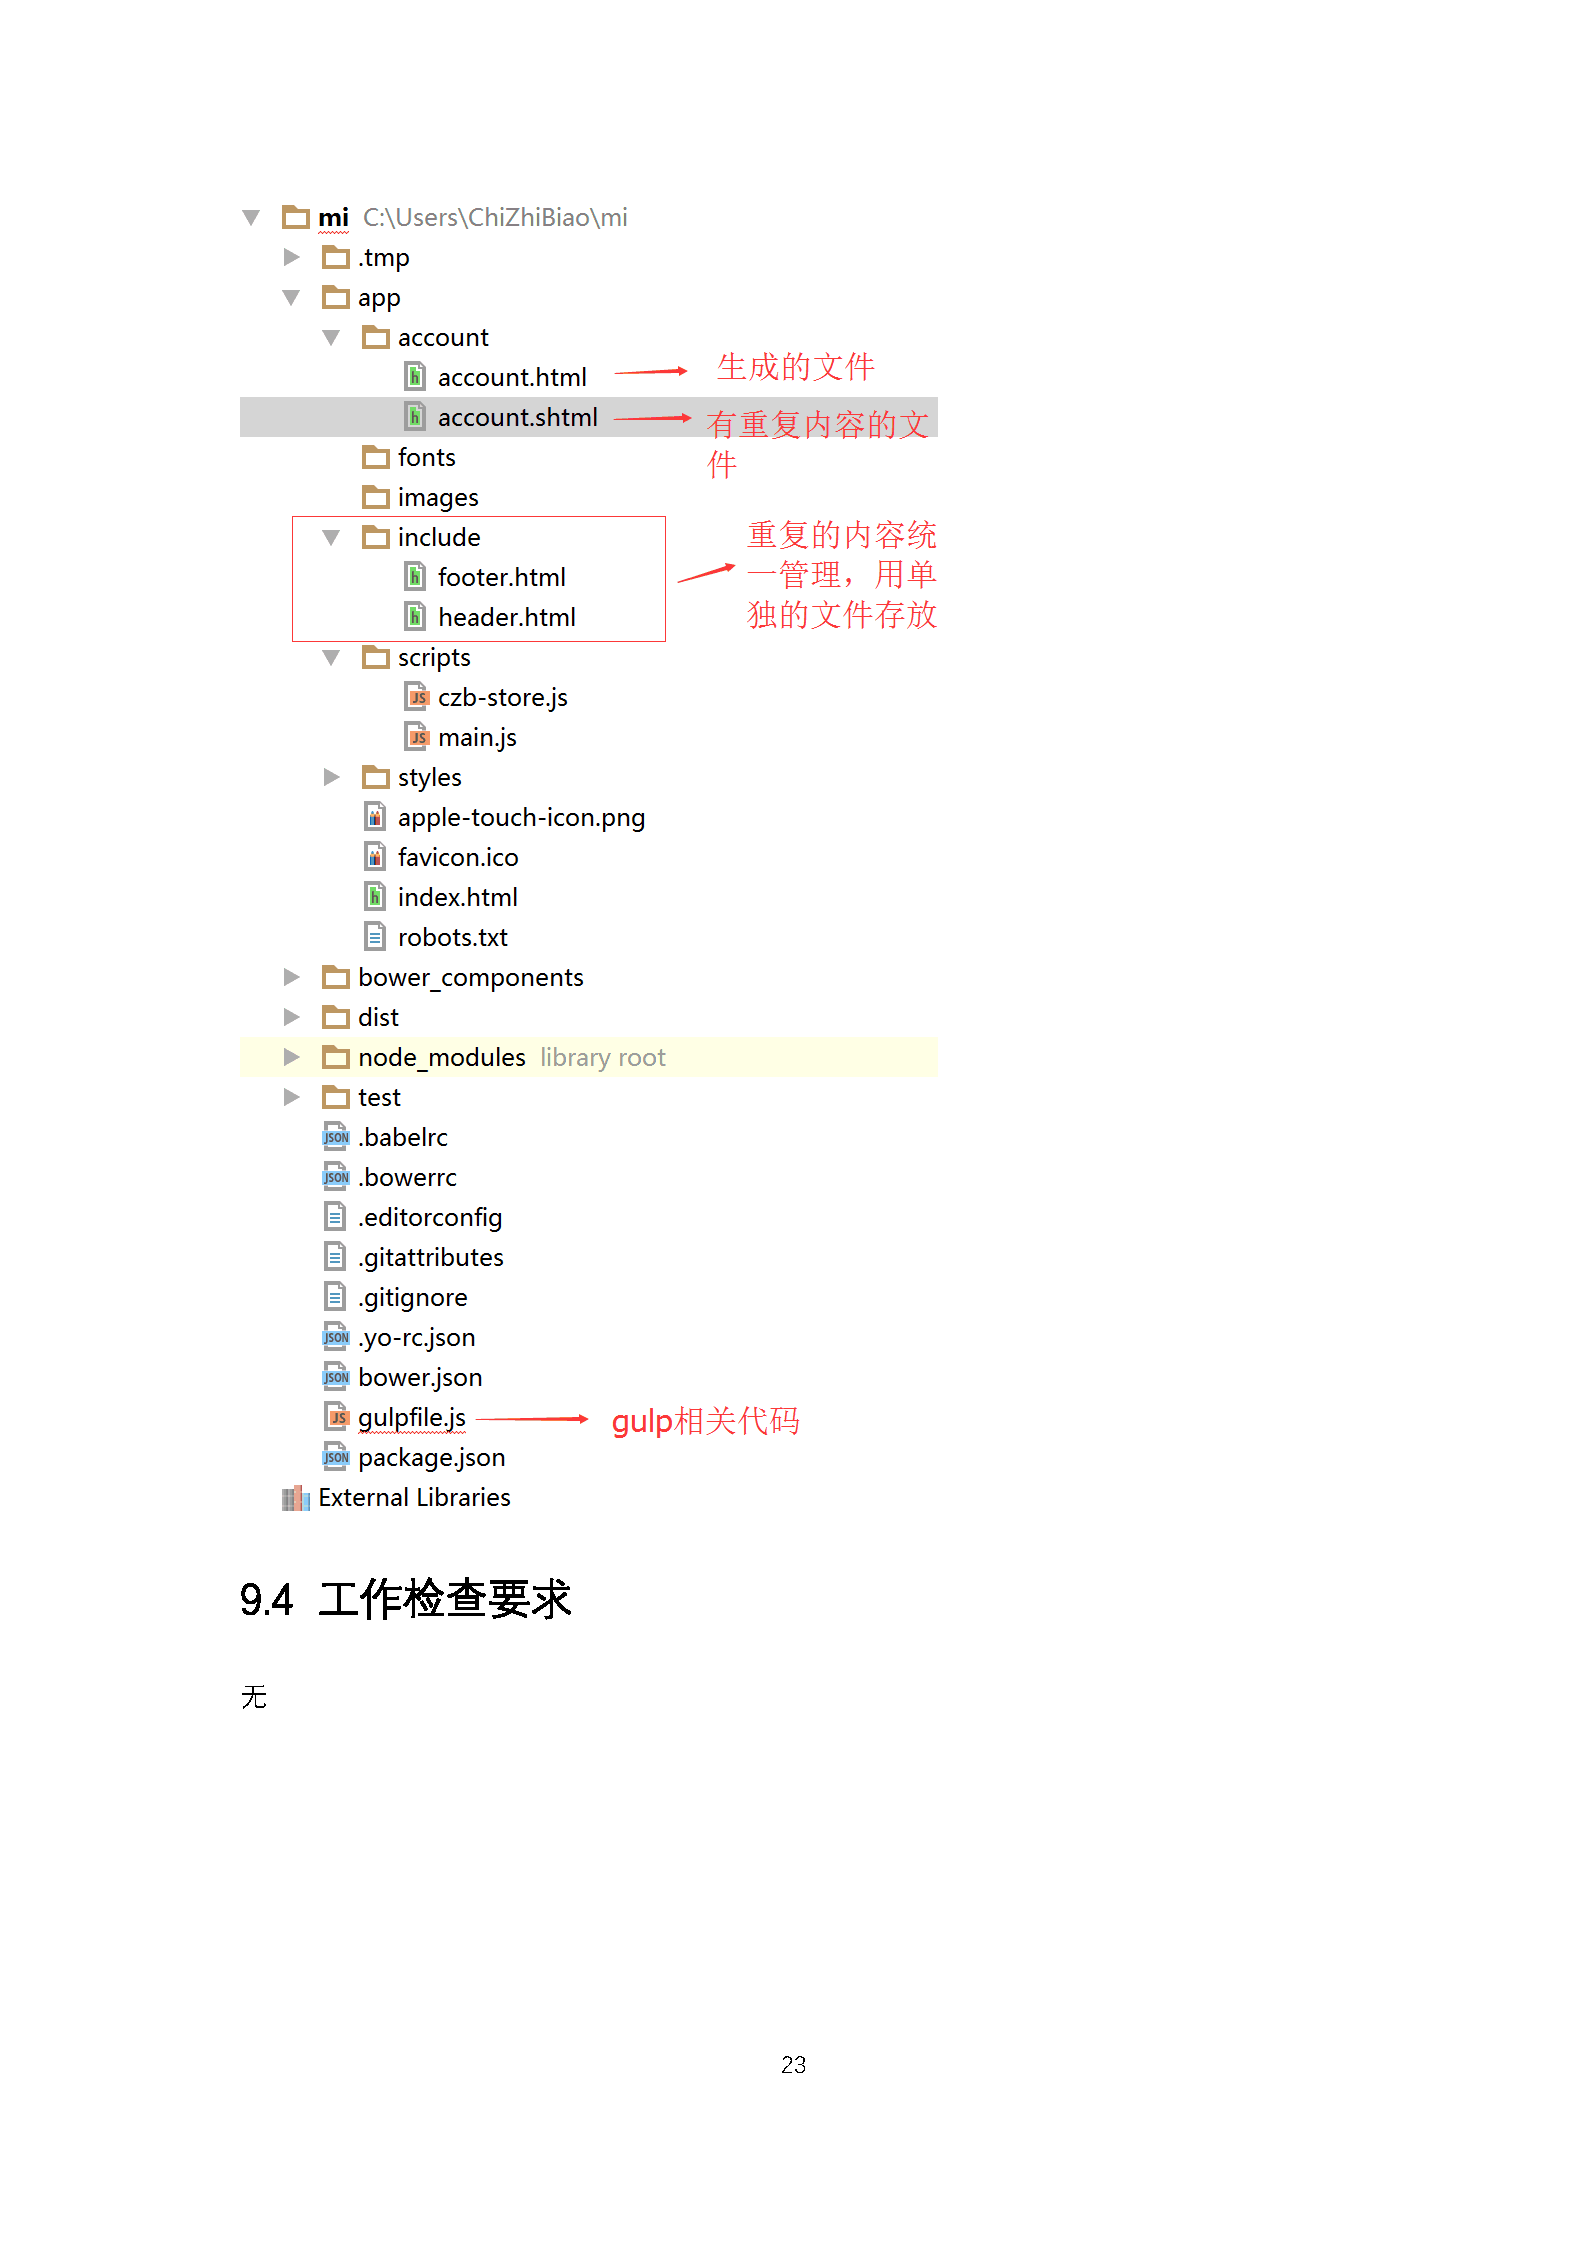 mi C:\Users\ChiZhiBiao\mi
.tmp
app
account
account.html 生成的文件
account.shtml 有重复内容的文
件
fonts
images
include 重复的内容统
footer.html 一管理，用单
header.html 独的文件存放
scripts
czb-store.js
main.js
styles
apple-touch-icon.png
favicon.ico
index.html
robots.txt
bower_components
dist
node_modules library root
test
.babelrc
.bowerrc
.editorconfig
.gitattributes
.gitignore
.yo-rc.json
bower.json
gulpfile.js gulp相关代码
package.json
External Libraries
9.4 工作检查要求
无
23